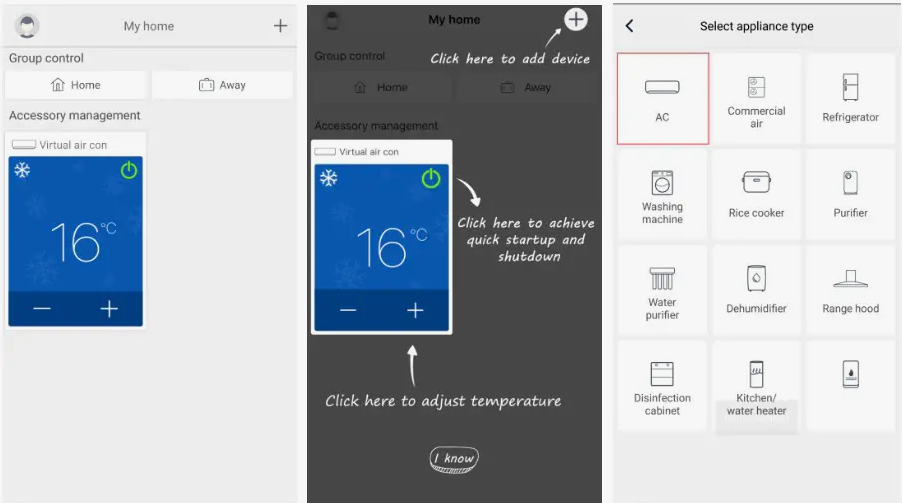 My home
Group control
Home
Away
Accessory management
Virtual air con
16°C
My home
Click here to add device
Group control
Home
Away
Accessory management
Virtual air con
16°C
Click here to achieve
quick startup and
shutdown
Click here to adjust temperature
I know
Select appliance type
AC
Commercial
air
Refrigerator
Washing
machine
Rice cooker
Purifier
Water
purifier
Dehumidifier
Range hood
Disinfection
cabinet
Kitchen/
water heater